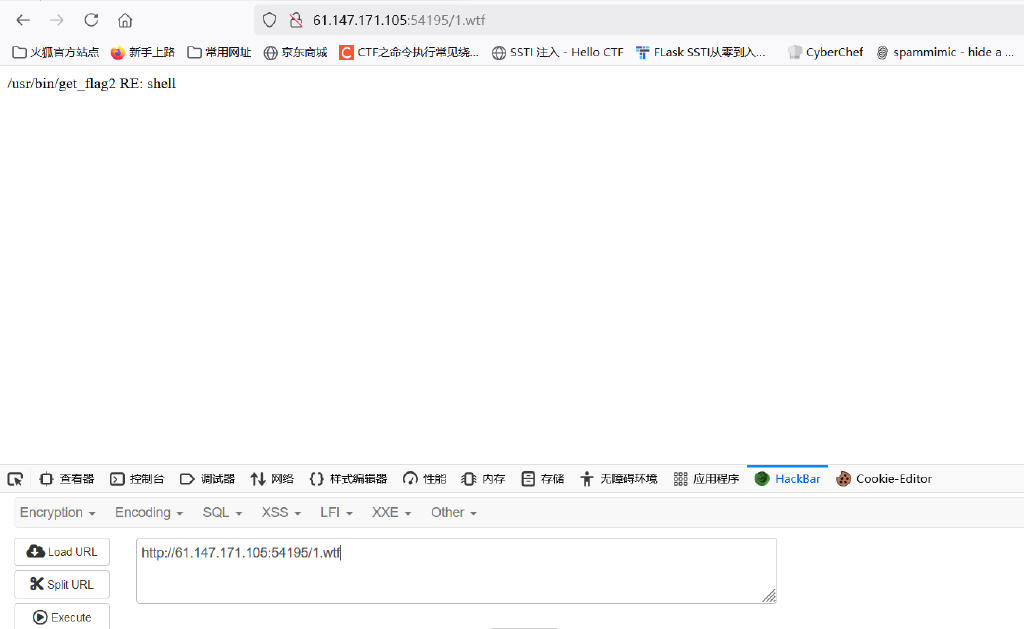 61.147.171.105:54195/1.wtf
火狐官方站点 新手上路 常用网址 京东商城 CTF之命令执行常见绕... SSTI 注入 - Hello CTF FLask SSTI从零到入... CyberChef spammimic - hide a ...
/usr/bin/get_flag2 RE: shell
查看器 控制台 调试器 网络 样式编辑器 性能 内存 存储 无障碍环境 应用程序 HackBar Cookie-Editor
Encryption Encoding SQL XSS LFI XXE Other
Load URL http://61.147.171.105:54195/1.wtf
Split URL
Execute